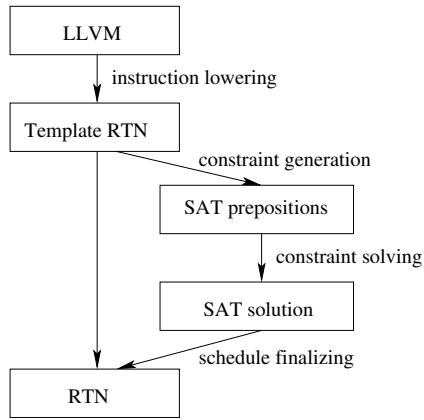 LLVM
instruction lowering
Template RTN
constraint generation
SAT prepositions
constraint solving
SAT solution
schedule finalizing
RTN